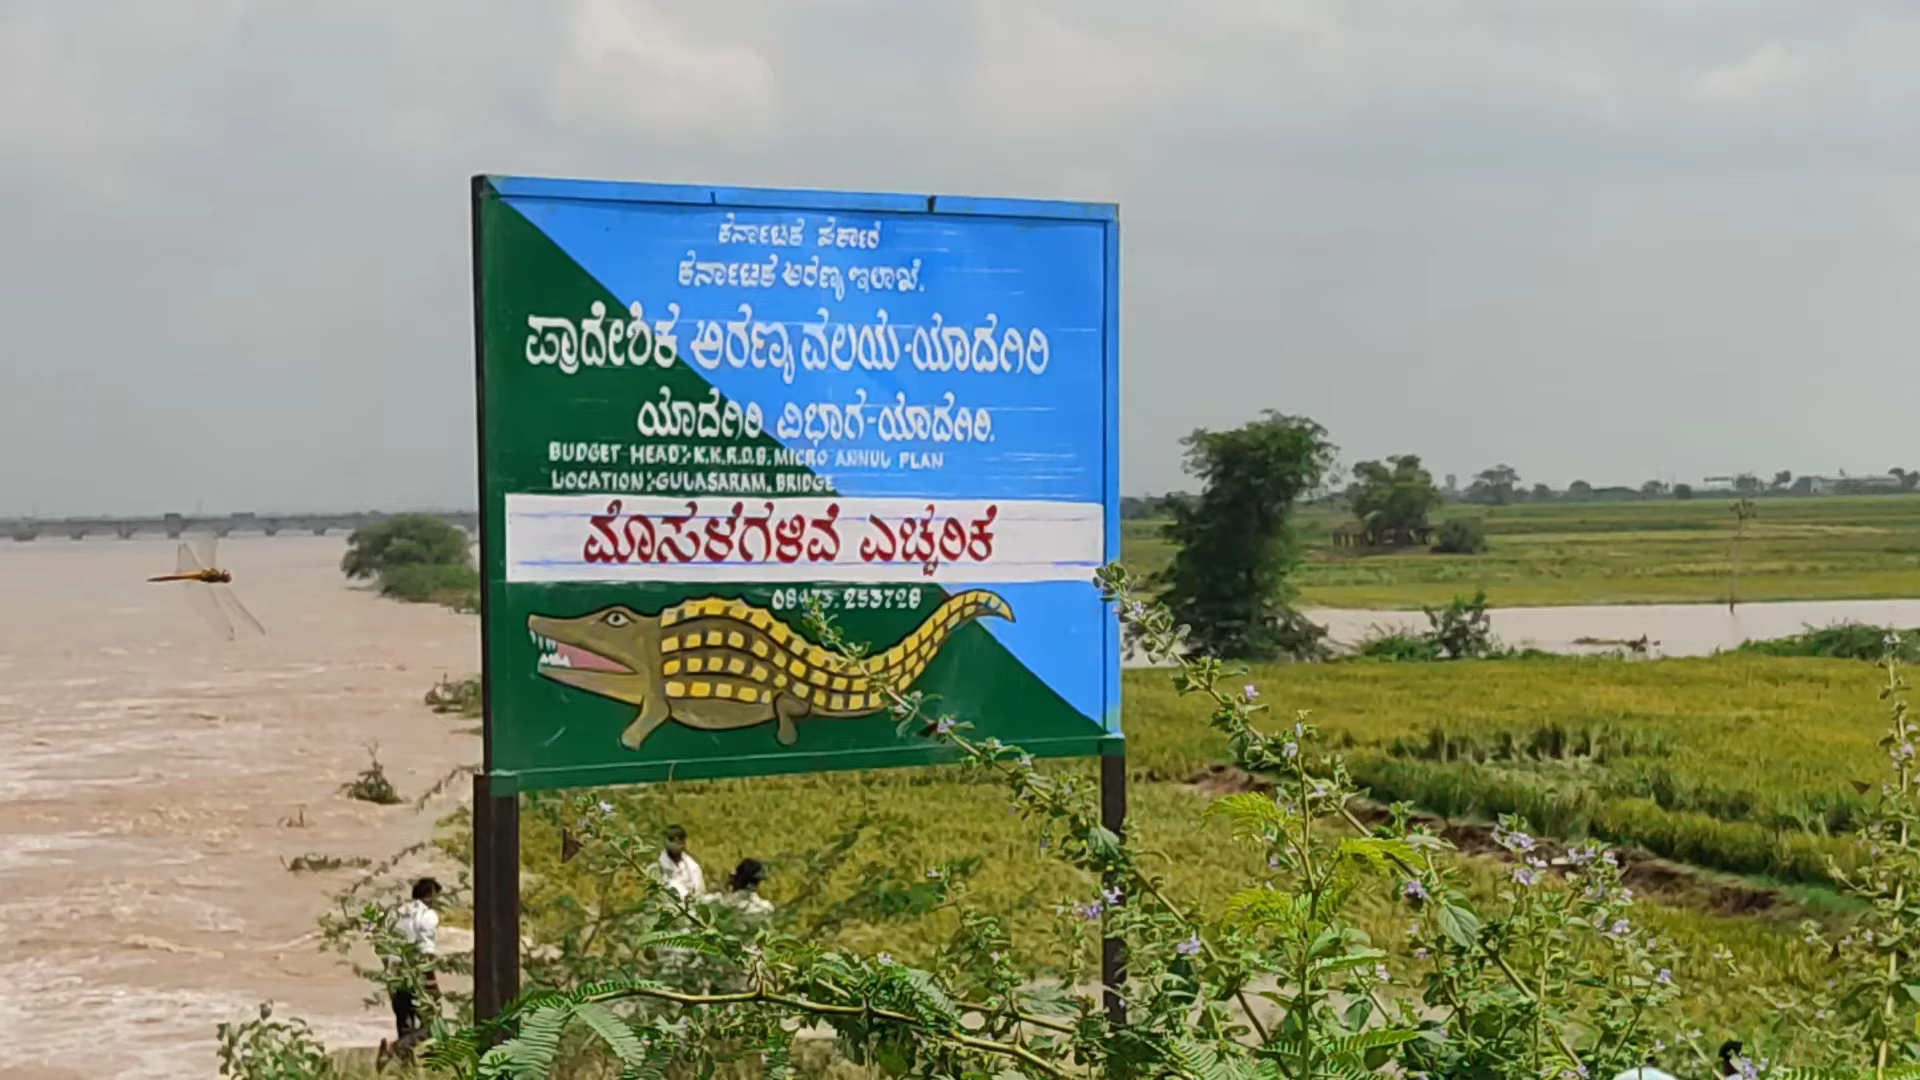 ಕರ್ನಾಟಕ ಸರ್ಕಾರ
ಕರ್ನಾಟಕ ಅರಣ್ಯ ಇಲಾಖೆ.
ಪ್ರಾದೇಶಿಕ ಅರಣ್ಯ ವಲಯ-ಯಾದಗಿರಿ
ಯಾದಗಿರಿ ವಿಭಾಗ-ಯಾದಗಿರಿ.
BUDGET HEAD:- K.K.R.D.B. MICRO ANNUL PLAN
LOCATION:-GULASARAM. BRIDGE
ಮೊಸಳೆಗಳಿವೆ ಎಚ್ಚರಿಕೆ
08473. 253728